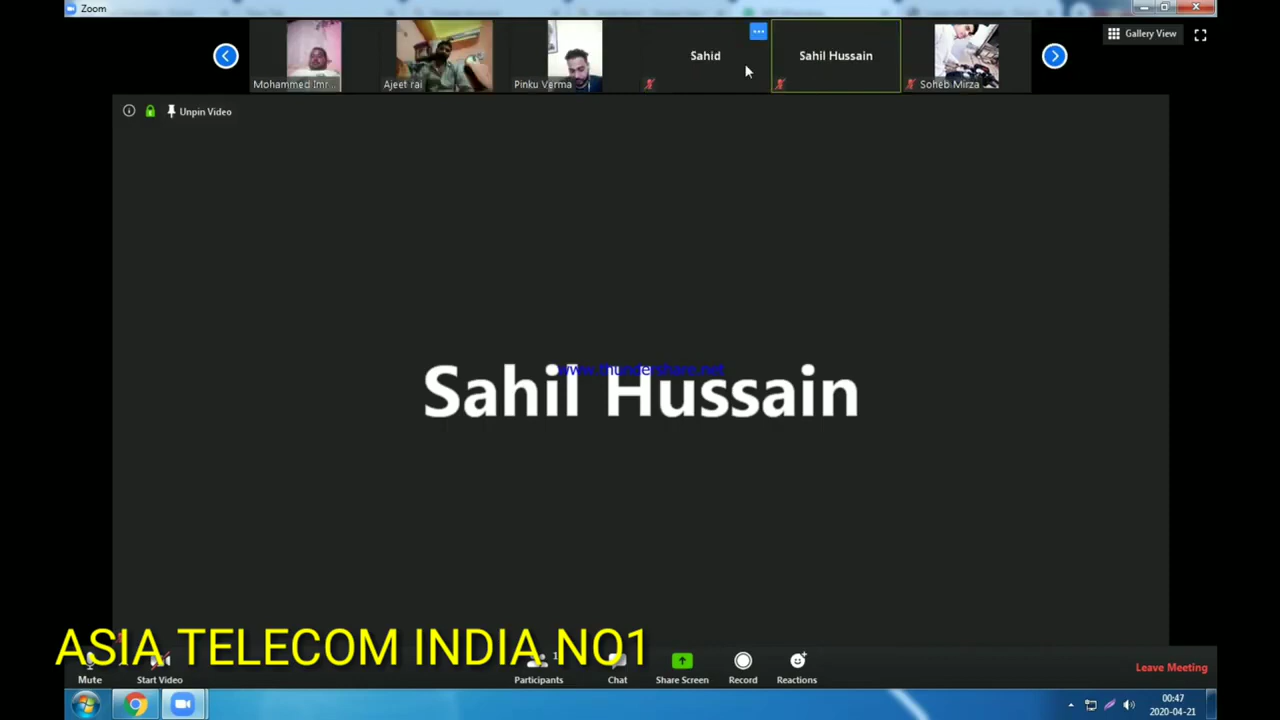 Zoom
Mohammed Imr...
Ajeet rai
Pinku Verma
Sahid
Sahil Hussain
Soheb Mirza
Gallery View
Unpin Video
Sahil Hussain
ASIA TELECOM INDIA NO1
Mute
Start Video
Participants
Chat
Share Screen
Record
Reactions
Leave Meeting
00:47
2020-04-21